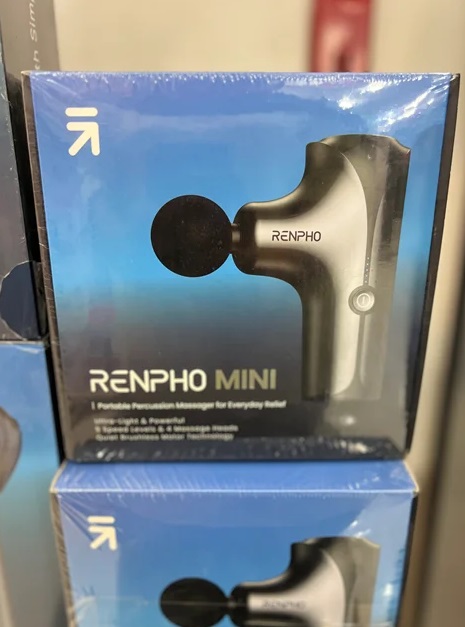 RENPHO
RENPHO MINI
Portable Percussion Massager for Everyday Relief
Ultra-Light & Powerful
5 Speed Levels & 4 Massage Heads
Quiet Brushless Motor Technology
RENPHO